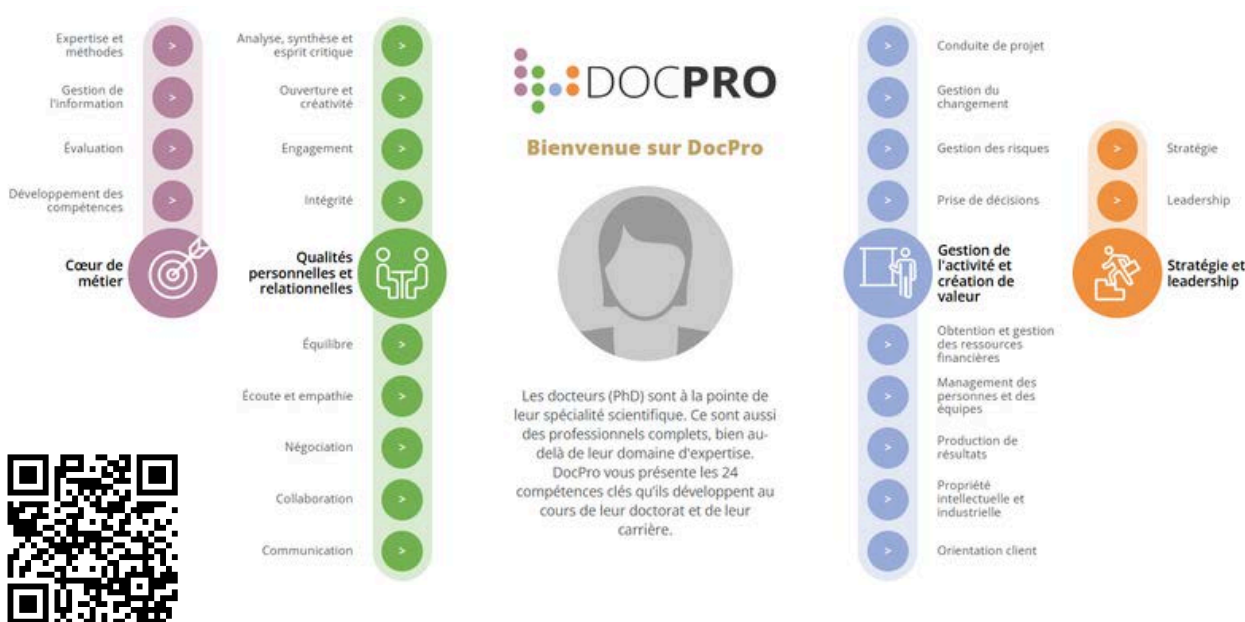 Expertise et
méthodes
Gestion de
l'information
Évaluation
Développement des
compétences
Cœur de
métier
Analyse, synthèse et
esprit critique
Ouverture et
créativité
Engagement
Intégrité
Qualités
personnelles et
relationnelles
Équilibre
Écoute et empathie
Négociation
Collaboration
Communication
DOCPRO
Bienvenue sur DocPro
Les docteurs (PhD) sont à la pointe de
leur spécialité scientifique. Ce sont aussi
des professionnels complets, bien au-
delà de leur domaine d'expertise.
DocPro vous présente les 24
compétences clés qu'ils développent au
cours de leur doctorat et de leur
carrière.
Conduite de projet
Gestion du
changement
Gestion des risques
Prise de décisions
Gestion de
l'activité et
création de
valeur
Obtention et gestion
des ressources
financières
Management des
personnes et des
équipes
Production de
résultats
Propriété
intellectuelle et
industrielle
Orientation client
Stratégie
Leadership
Stratégie et
leadership